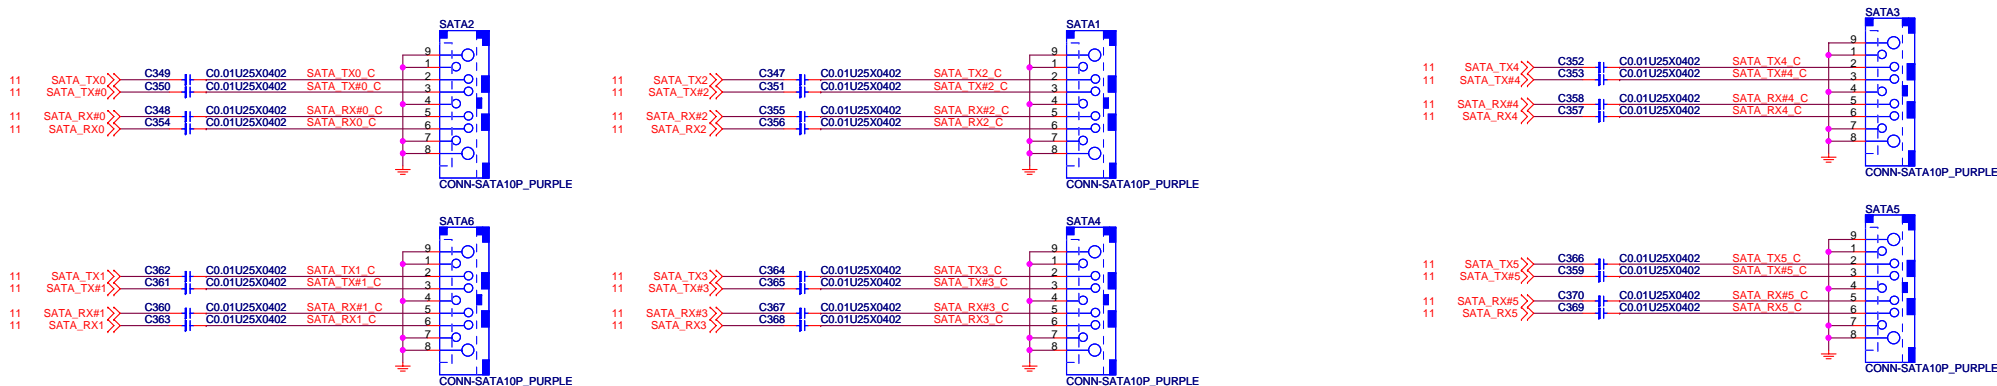 SATA2
9
1
11 SATA_TX0 C349 C0.01U25X0402 SATA_TX0_C 2
11 SATA_TX#0 C350 C0.01U25X0402 SATA_TX#0_C 3
4
11 SATA_RX#0 C348 C0.01U25X0402 SATA_RX#0_C 5
11 SATA_RX0 C354 C0.01U25X0402 SATA_RX0_C 6
7
8
CONN-SATA10P_PURPLE
SATA1
9
1
11 SATA_TX2 C347 C0.01U25X0402 SATA_TX2_C 2
11 SATA_TX#2 C351 C0.01U25X0402 SATA_TX#2_C 3
4
11 SATA_RX#2 C355 C0.01U25X0402 SATA_RX#2_C 5
11 SATA_RX2 C356 C0.01U25X0402 SATA_RX2_C 6
7
8
CONN-SATA10P_PURPLE
SATA3
9
1
11 SATA_TX4 C352 C0.01U25X0402 SATA_TX4_C 2
11 SATA_TX#4 C353 C0.01U25X0402 SATA_TX#4_C 3
4
11 SATA_RX#4 C358 C0.01U25X0402 SATA_RX#4_C 5
11 SATA_RX4 C357 C0.01U25X0402 SATA_RX4_C 6
7
8
CONN-SATA10P_PURPLE
SATA6
9
1
11 SATA_TX1 C362 C0.01U25X0402 SATA_TX1_C 2
11 SATA_TX#1 C361 C0.01U25X0402 SATA_TX#1_C 3
4
11 SATA_RX#1 C360 C0.01U25X0402 SATA_RX#1_C 5
11 SATA_RX1 C363 C0.01U25X0402 SATA_RX1_C 6
7
8
CONN-SATA10P_PURPLE
SATA4
9
1
11 SATA_TX3 C364 C0.01U25X0402 SATA_TX3_C 2
11 SATA_TX#3 C365 C0.01U25X0402 SATA_TX#3_C 3
4
11 SATA_RX#3 C367 C0.01U25X0402 SATA_RX#3_C 5
11 SATA_RX3 C368 C0.01U25X0402 SATA_RX3_C 6
7
8
CONN-SATA10P_PURPLE
SATA5
9
1
11 SATA_TX5 C366 C0.01U25X0402 SATA_TX5_C 2
11 SATA_TX#5 C359 C0.01U25X0402 SATA_TX#5_C 3
4
11 SATA_RX#5 C370 C0.01U25X0402 SATA_RX#5_C 5
11 SATA_RX5 C369 C0.01U25X0402 SATA_RX5_C 6
7
8
CONN-SATA10P_PURPLE